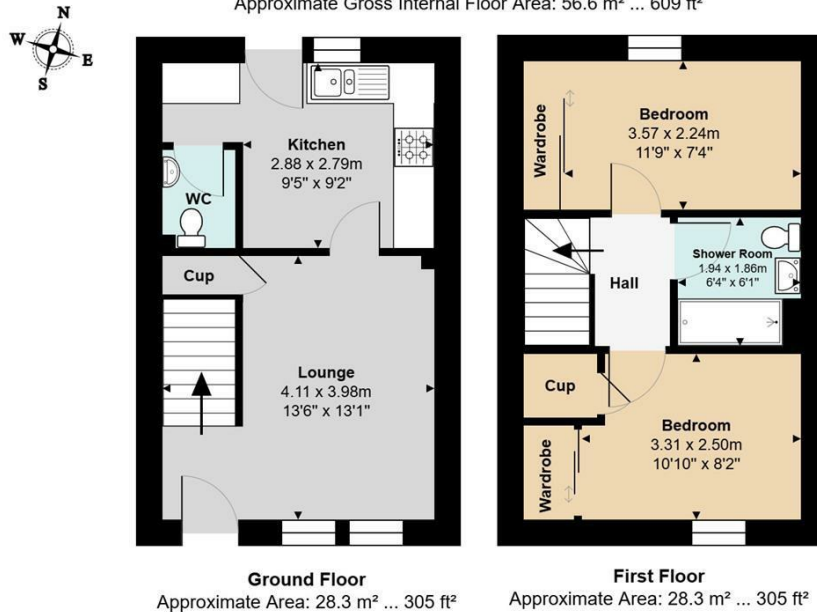 Approximate Gross Internal Floor Area: 56.6 m² ... 609 ft²
N
W
E
S
Kitchen
2.88 x 2.79m
9'5" x 9'2"
WC
Cup
Lounge
4.11 x 3.98m
13'6" x 13'1"
Ground Floor
Approximate Area: 28.3 m² ... 305 ft²
Wardrobe
Bedroom
3.57 x 2.24m
11'9" x 7'4"
Shower Room
1.94 x 1.86m
6'4" x 6'1"
Hall
Cup
Bedroom
3.31 x 2.50m
10'10" x 8'2"
Wardrobe
First Floor
Approximate Area: 28.3 m² ... 305 ft²